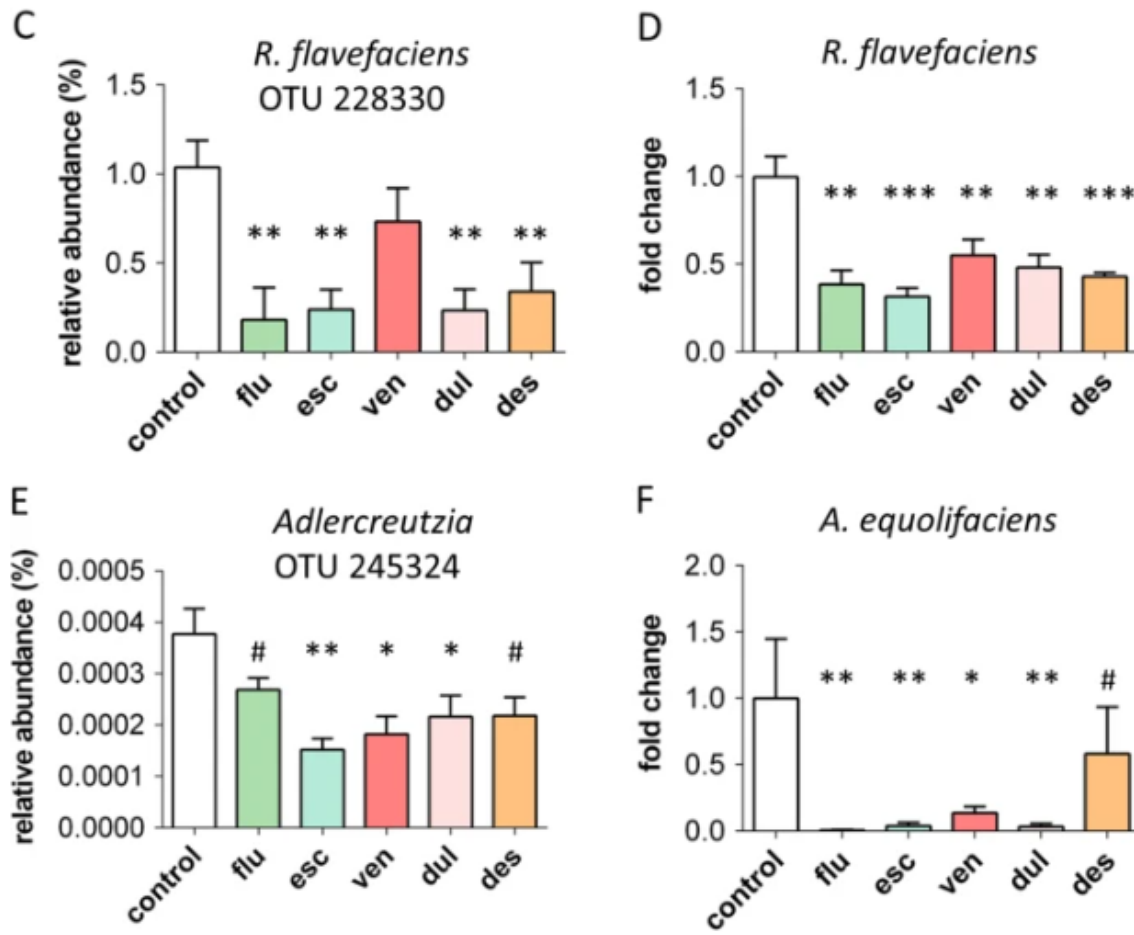 C
R. flavefaciens
OTU 228330
relative abundance (%)
1.5
1.0
0.5
0.0
** ** ** **
control flu esc ven dul des
D
R. flavefaciens
fold change
1.5
1.0
0.5
0.0
** *** ** ** ***
control flu esc ven dul des
E
Adlercreutzia
OTU 245324
relative abundance (%)
0.0005
0.0004
0.0003
0.0002
0.0001
0.0000
# ** * * #
control flu esc ven dul des
F
A. equolifaciens
fold change
2.0
1.5
1.0
0.5
0.0
** ** * ** #
control flu esc ven dul des